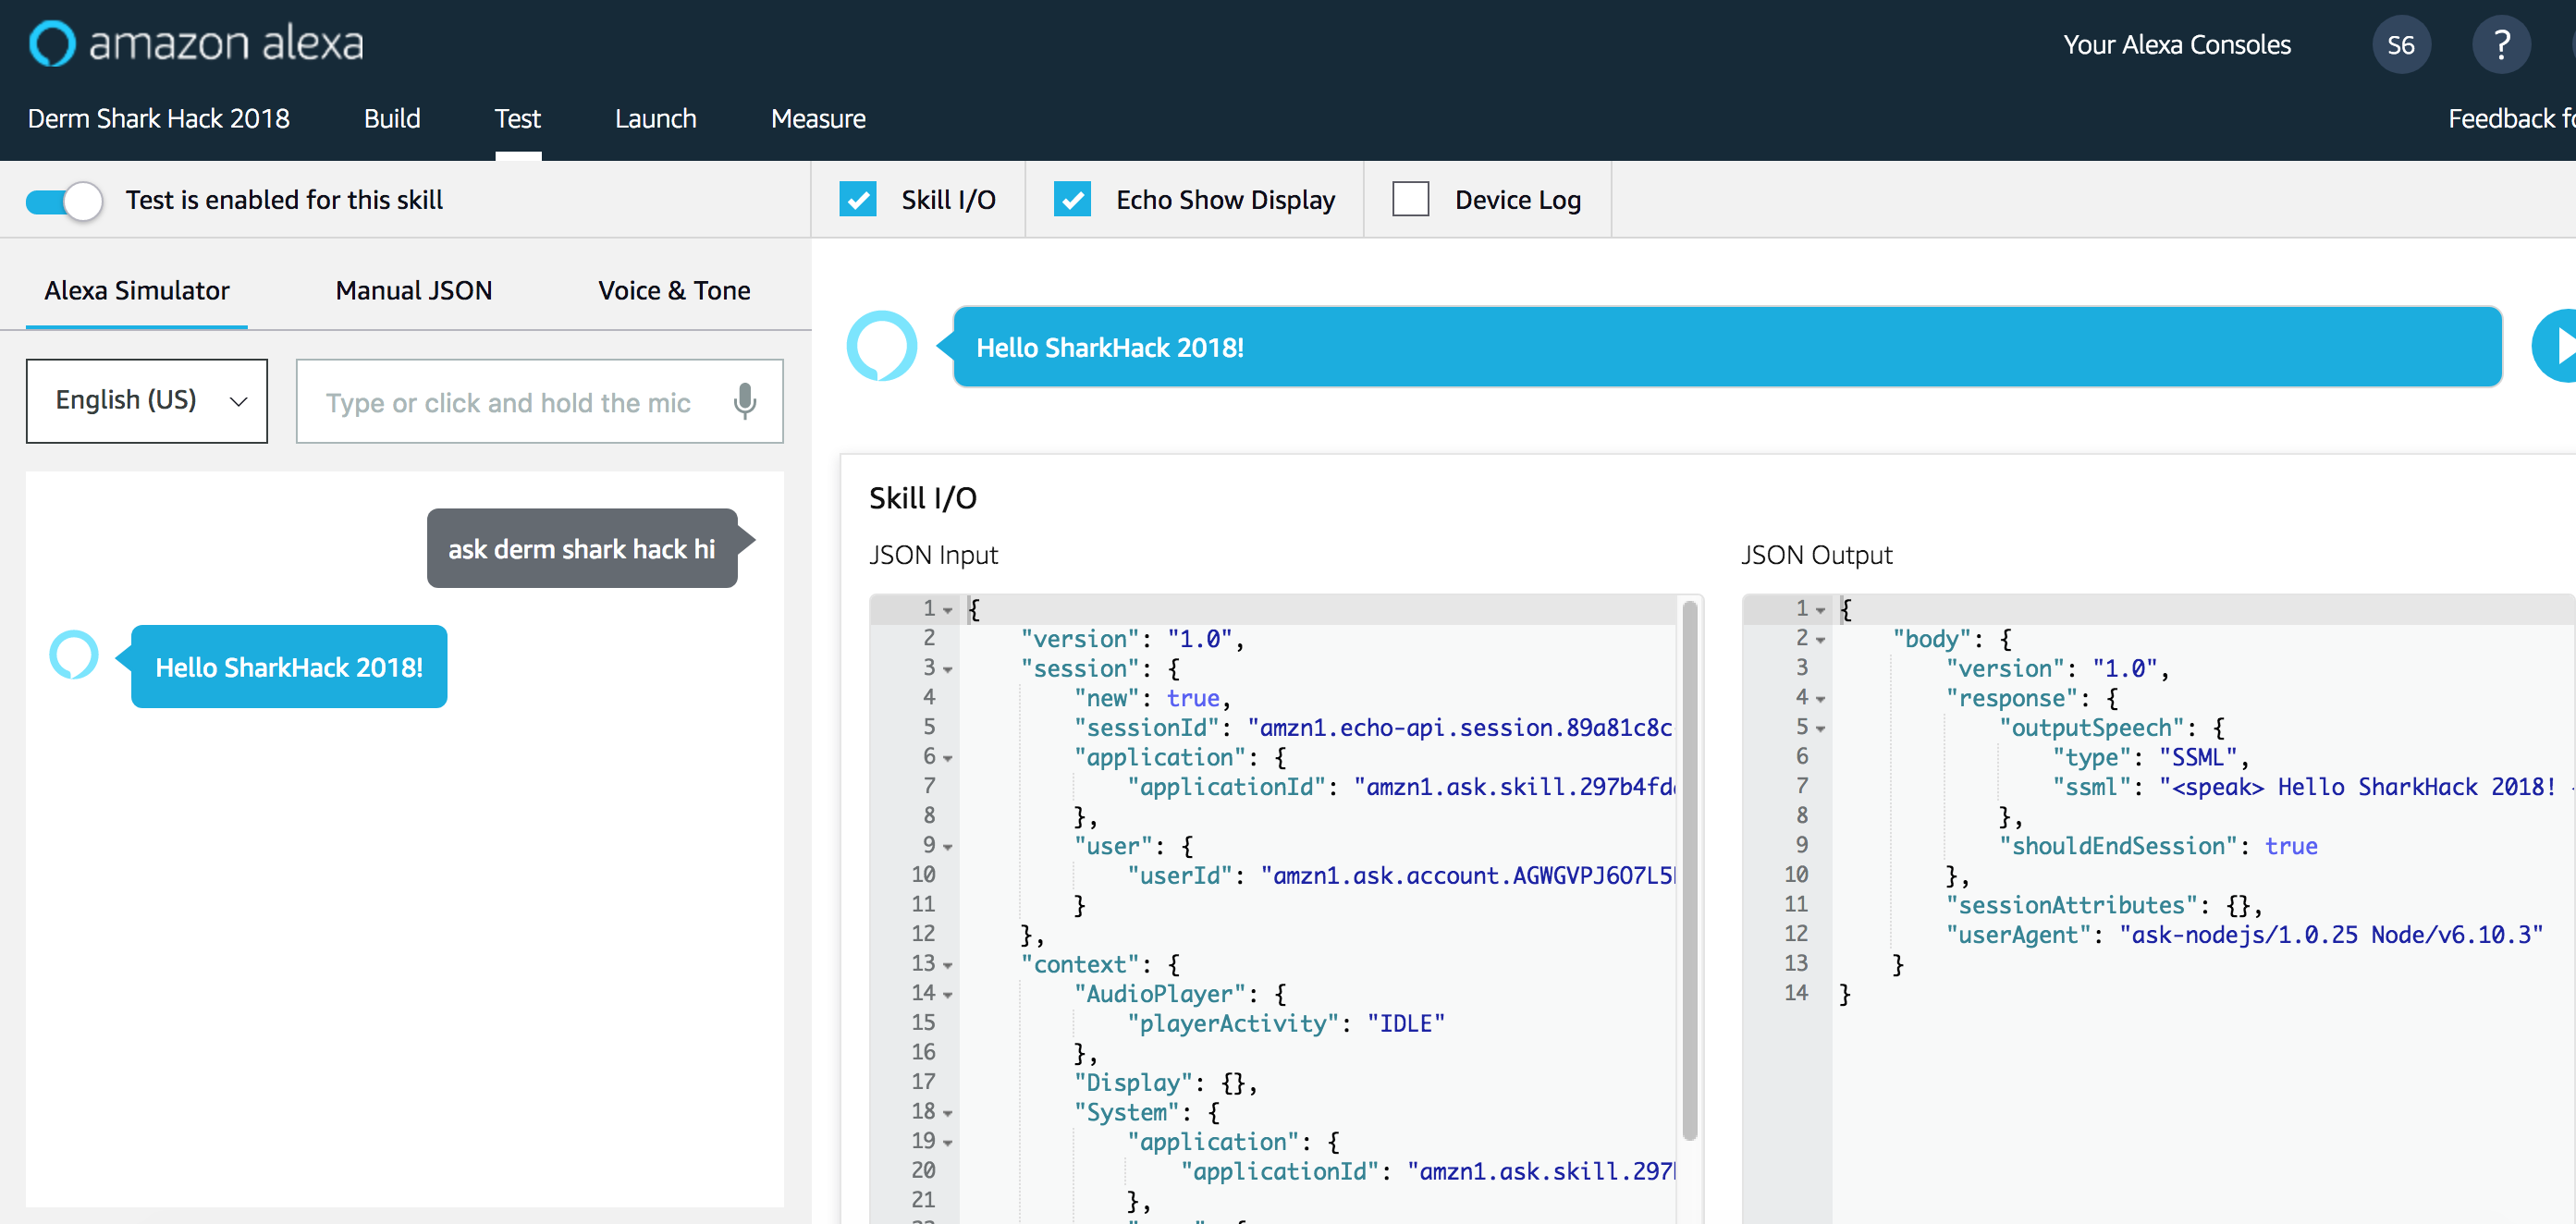 amazon alexa
Your Alexa Consoles
S6
?
Derm Shark Hack 2018
Build
Test
Launch
Measure
Feedback
Test is enabled for this skill
Skill I/O
Echo Show Display
Device Log
Alexa Simulator
Manual JSON
Voice & Tone
English (US)
Type or click and hold the mic
ask derm shark hack hi
Hello SharkHack 2018!
Hello SharkHack 2018!
Skill I/O
JSON Input
1 {
2 "version": "1.0",
3 "session": {
4 "new": true,
5 "sessionId": "amzn1.echo-api.session.89a81c8c
6 "application": {
7 "applicationId": "amzn1.ask.skill.297b4fd
8 },
9 "user": {
10 "userId": "amzn1.ask.account.AGWGVPJ6O7L5
11 }
12 },
13 "context": {
14 "AudioPlayer": {
15 "playerActivity": "IDLE"
16 },
17 "Display": {},
18 "System": {
19 "application": {
20 "applicationId": "amzn1.ask.skill.297
21 },
JSON Output
1 {
2 "body": {
3 "version": "1.0",
4 "response": {
5 "outputSpeech": {
6 "type": "SSML",
7 "ssml": "<speak> Hello SharkHack 2018!
8 },
9 "shouldEndSession": true
10 },
11 "sessionAttributes": {},
12 "userAgent": "ask-nodejs/1.0.25 Node/v6.10.3"
13 }
14 }